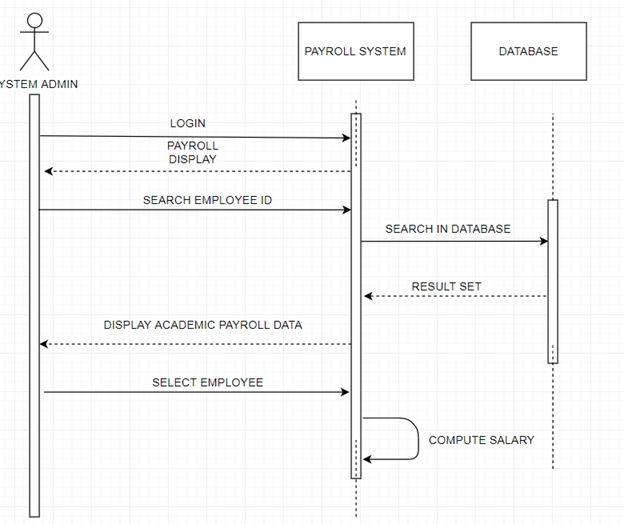 PAYROLL SYSTEM
DATABASE
YSTEM ADMIN
LOGIN
PAYROLL
DISPLAY
SEARCH EMPLOYEE ID
SEARCH IN DATABASE
RESULT SET
DISPLAY ACADEMIC PAYROLL DATA
SELECT EMPLOYEE
COMPUTE SALARY